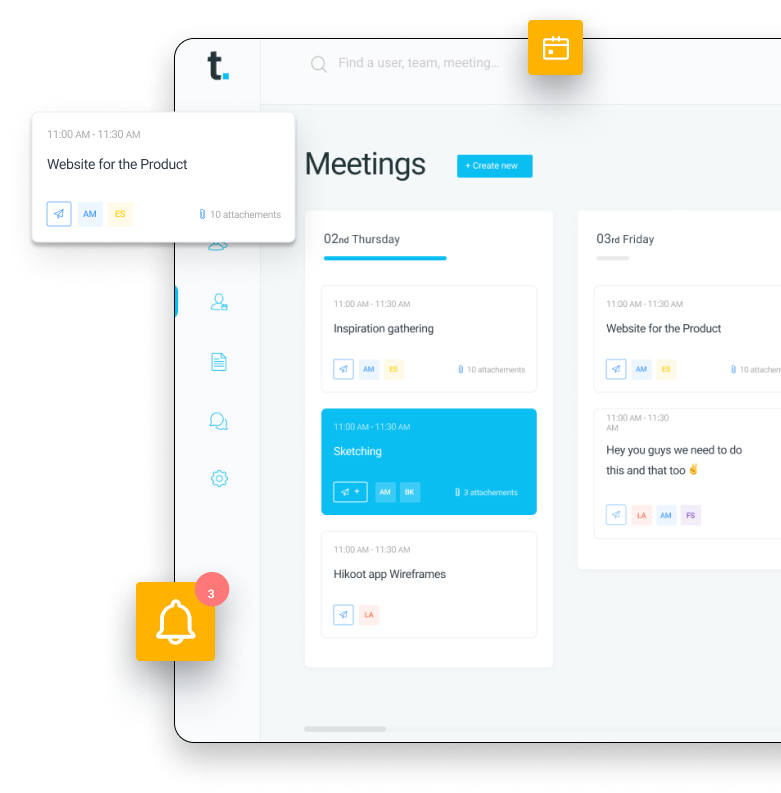 t.
Find a user, team, meeting...
11:00 AM - 11:30 AM
Website for the Product
AM ES 10 attachements
Meetings
+ Create new
02nd Thursday
11:00 AM - 11:30 AM
Inspiration gathering
AM ES 10 attachements
11:00 AM - 11:30 AM
Sketching
+ AM BK 3 attachements
11:00 AM - 11:30 AM
Hikoot app Wireframes
LA
03rd Friday
11:00 AM - 11:30 AM
Website for the Product
AM ES 10 attachemen
11:00 AM - 11:30
AM
Hey you guys we need to do
this and that too ✌️
LA AM FS
3